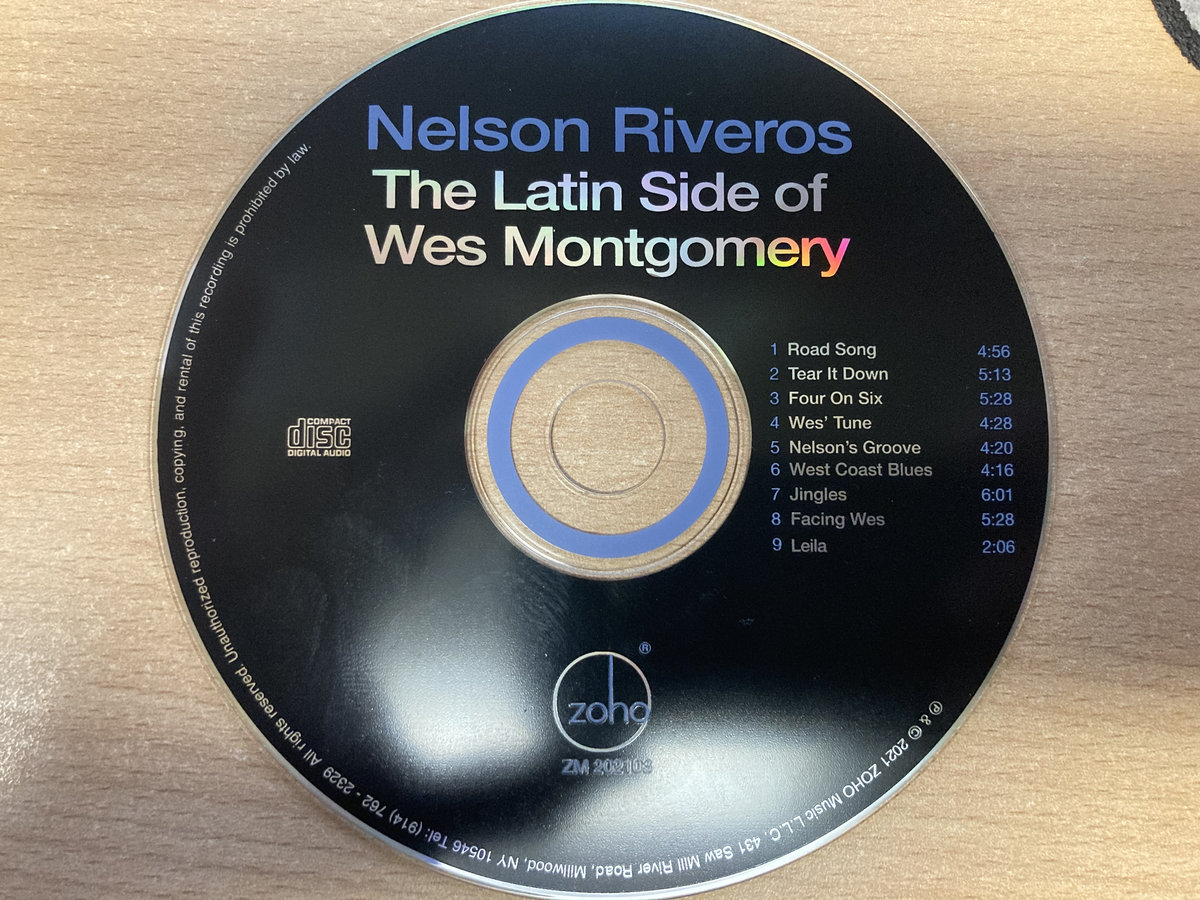 Nelson Riveros
The Latin Side of
Wes Montgomery
COMPACT
disc
DIGITAL AUDIO
1 Road Song 4:56
2 Tear It Down 5:13
3 Four On Six 5:28
4 Wes' Tune 4:28
5 Nelson's Groove 4:20
6 West Coast Blues 4:16
7 Jingles 6:01
8 Facing Wes 5:28
9 Leila 2:06
zoho ®
ZM 202103
℗ & © 2021 ZOHO Music L.L.C. 431 Saw Mill River Road, Millwood, NY 10546 Tel: (914) 762 - 2329 All rights reserved. Unauthorized reproduction, copying, and rental of this recording is prohibited by law.